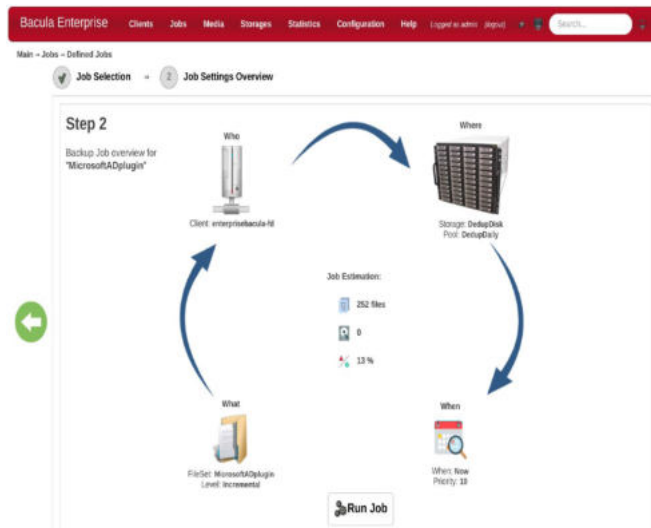 Bacula Enterprise Clients Jobs Media Storages Statistics Configuration Help Logged as admin (logout) Search...
Main → Jobs → Defined Jobs
Job Selection → 2 Job Settings Overview
Step 2
Backup Job overview for
"MicrosoftADplugin"
Who
Client: enterprisebacula-fd
Where
Storage: DedupDisk
Pool: DedupDaily
Job Estimation:
252 files
0
13 %
What
FileSet: MicrosoftADplugin
Level: Incremental
When
When: Now
Priority: 10
Run Job